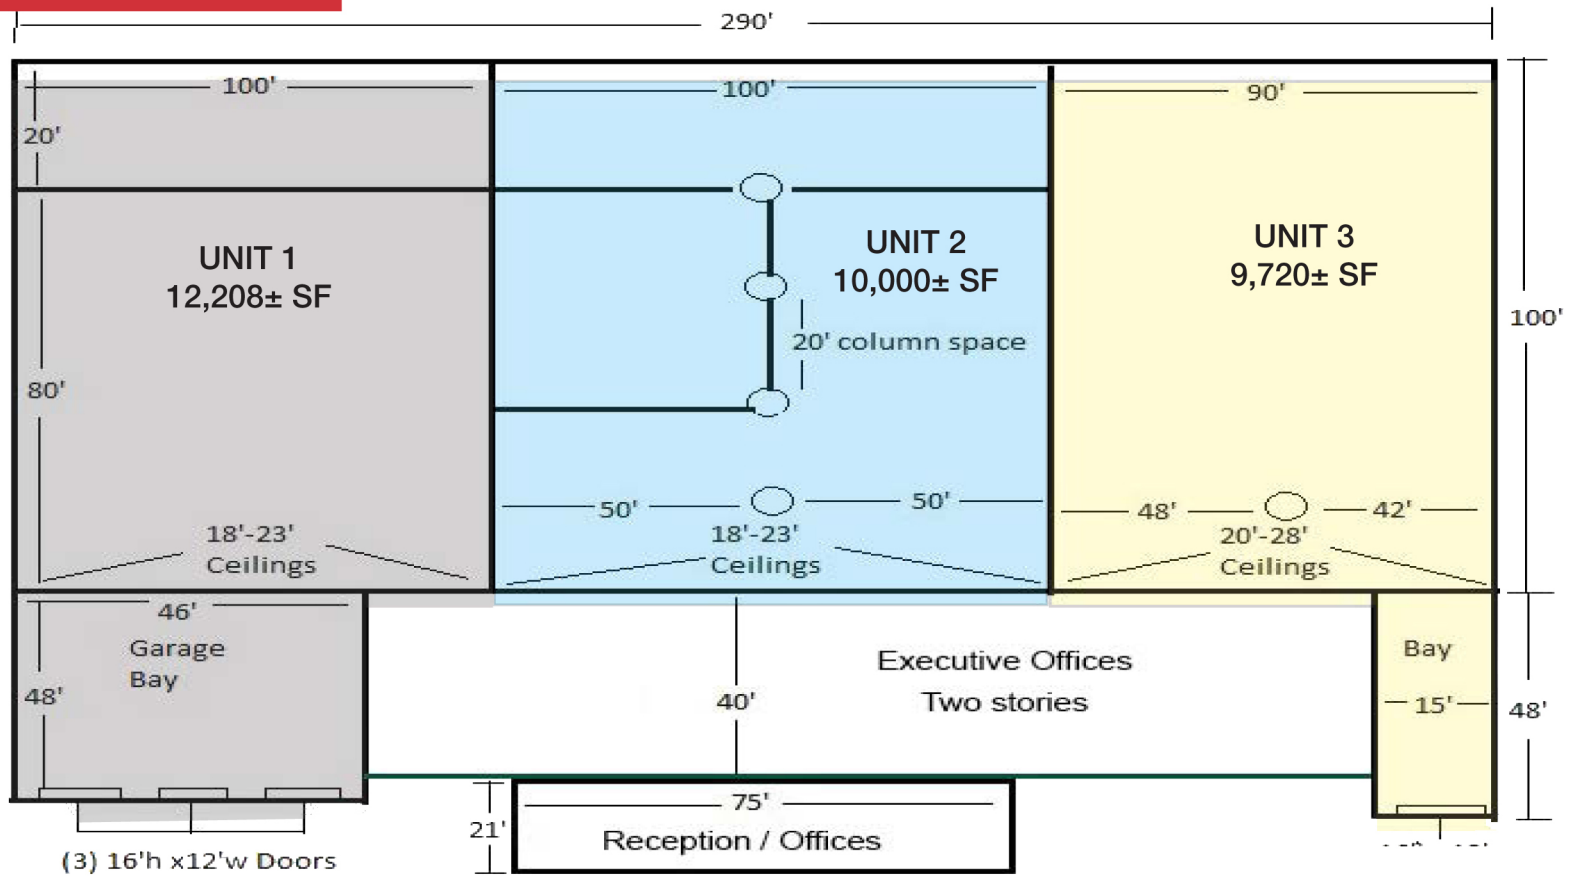 290'
100'
100'
90'
20'
UNIT 1
12,208± SF
UNIT 2
10,000± SF
UNIT 3
9,720± SF
100'
20' column space
80'
50'
50'
48'
42'
18'-23'
Ceilings
18'-23'
Ceilings
20'-28'
Ceilings
46'
Garage
Bay
48'
40'
Executive Offices
Two stories
Bay
15'
48'
75'
21'
Reception / Offices
(3) 16'h x12'w Doors